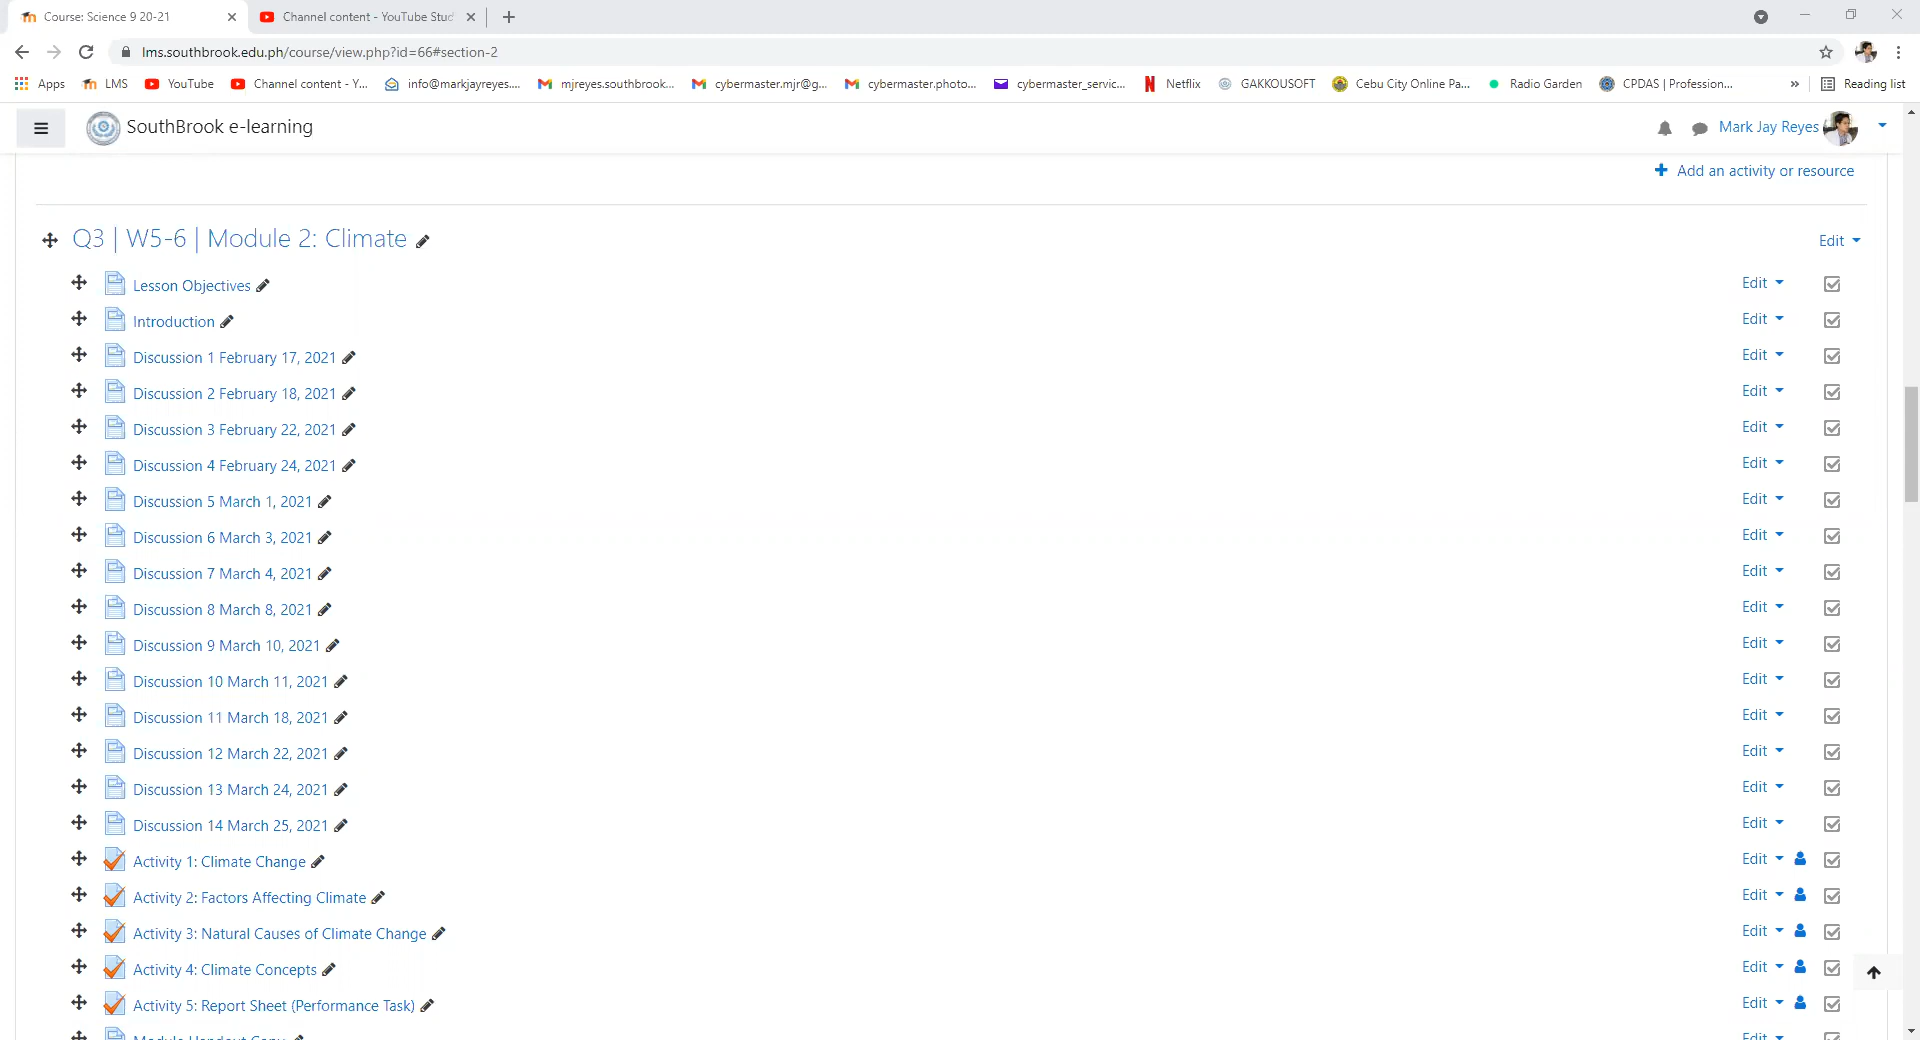 Course: Science 9 20-21
Channel content - YouTube Stud
lms.southbrook.edu.ph/course/view.php?id=66#section-2
Apps LMS YouTube Channel content - Y... info@markjayreyes.... mjreyes.southbrook... cybermaster.mjr@g... cybermaster.photo... cybermaster_servic... Netflix GAKKOUSOFT Cebu City Online Pa... Radio Garden CPDAS | Profession... » Reading list
SouthBrook e-learning Mark Jay Reyes
Add an activity or resource
Q3 | W5-6 | Module 2: Climate Edit
Lesson Objectives Edit
Introduction Edit
Discussion 1 February 17, 2021 Edit
Discussion 2 February 18, 2021 Edit
Discussion 3 February 22, 2021 Edit
Discussion 4 February 24, 2021 Edit
Discussion 5 March 1, 2021 Edit
Discussion 6 March 3, 2021 Edit
Discussion 7 March 4, 2021 Edit
Discussion 8 March 8, 2021 Edit
Discussion 9 March 10, 2021 Edit
Discussion 10 March 11, 2021 Edit
Discussion 11 March 18, 2021 Edit
Discussion 12 March 22, 2021 Edit
Discussion 13 March 24, 2021 Edit
Discussion 14 March 25, 2021 Edit
Activity 1: Climate Change Edit
Activity 2: Factors Affecting Climate Edit
Activity 3: Natural Causes of Climate Change Edit
Activity 4: Climate Concepts Edit
Activity 5: Report Sheet (Performance Task) Edit
Module Handout Copy Edit